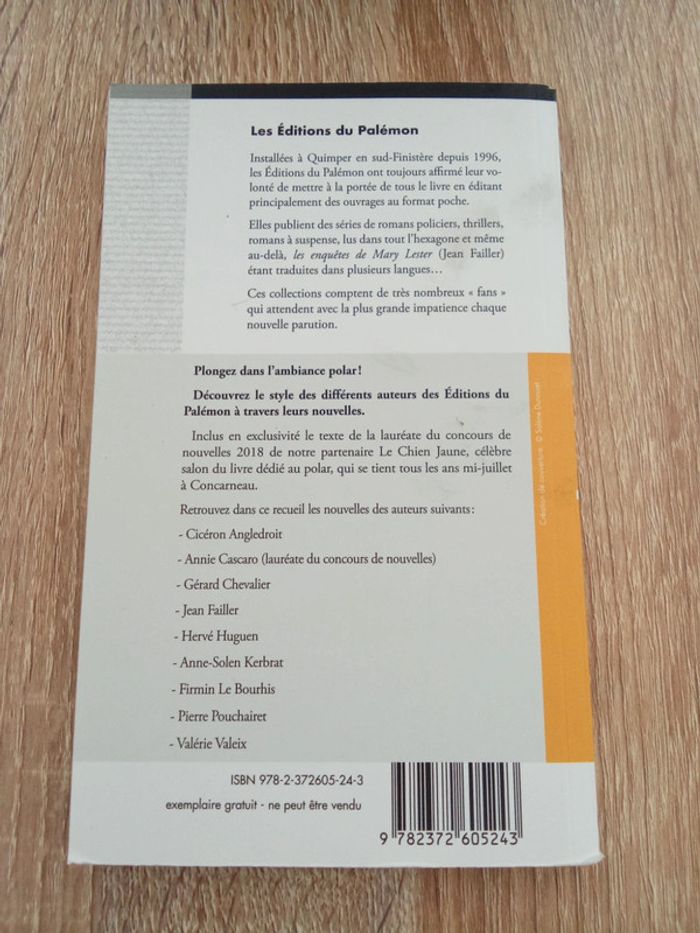 Les Éditions du Palémon
Installées à Quimper en sud-Finistère depuis 1996,
les Éditions du Palémon ont toujours affirmé leur vo-
lonté de mettre à la portée de tous le livre en éditant
principalement des ouvrages au format poche.
Elles publient des séries de romans policiers, thrillers,
romans à suspense, lus dans tout l'hexagone et même
au-delà, les enquêtes de Mary Lester (Jean Failler)
étant traduites dans plusieurs langues…
Ces collections comptent de très nombreux « fans »
qui attendent avec la plus grande impatience chaque
nouvelle parution.
Plongez dans l'ambiance polar !
Découvrez le style des différents auteurs des Éditions du
Palémon à travers leurs nouvelles.
Inclus en exclusivité le texte de la lauréate du concours de
nouvelles 2018 de notre partenaire Le Chien Jaune, célèbre
salon du livre dédié au polar, qui se tient tous les ans mi-juillet
à Concarneau.
Retrouvez dans ce recueil les nouvelles des auteurs suivants :
- Cicéron Angledroit
- Annie Cascaro (lauréate du concours de nouvelles)
- Gérard Chevalier
- Jean Failler
- Hervé Huguen
- Anne-Solen Kerbrat
- Firmin Le Bourhis
- Pierre Pouchairet
- Valérie Valeix
Création de couverture : ©
ISBN 978-2-372605-24-3
exemplaire gratuit - ne peut être vendu
9 782372 605243